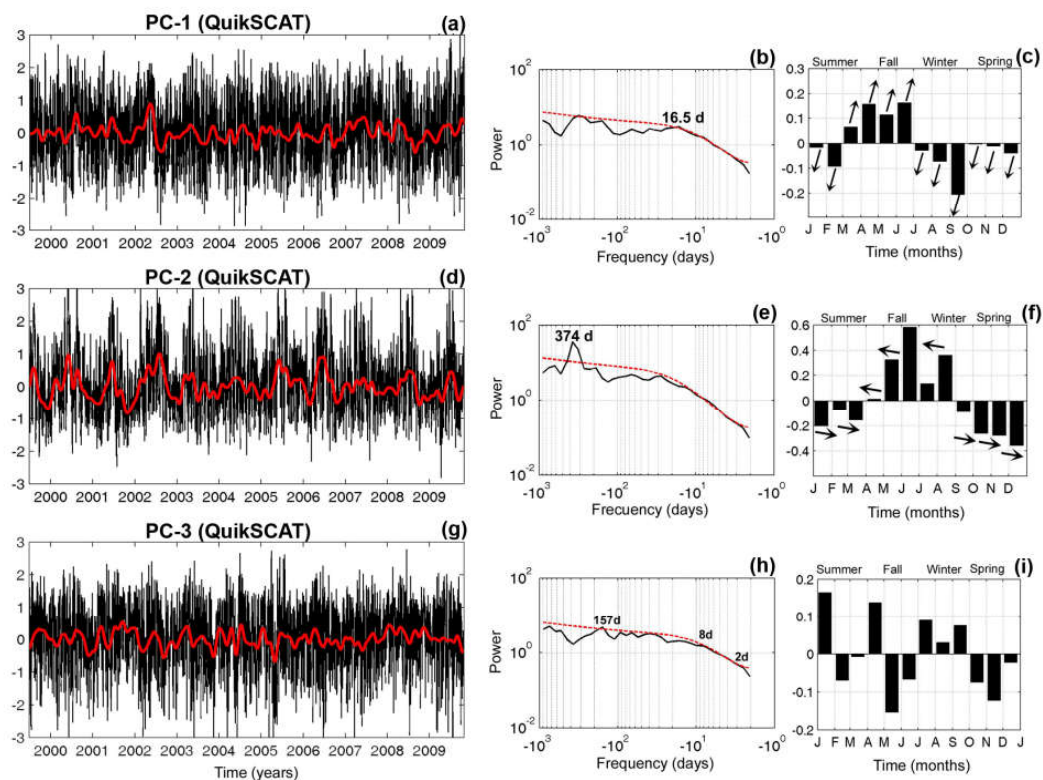 PC-1 (QuikSCAT) (a)
3
2
1
0
-1
-2
-3
2000 2001 2002 2003 2004 2005 2006 2007 2008 2009
(b)
10²
10⁰
10²
Power
16.5 d
-10³ -10² -10¹ -10⁰
Frequency (days)
(c)
Summer Fall Winter Spring
0.3
0.2
0.1
0
-0.1
-0.2
J F M A M J J A S O N D
Time (months)
PC-2 (QuikSCAT) (d)
3
2
1
0
-1
-2
-3
2000 2001 2002 2003 2004 2005 2006 2007 2008 2009
(e)
10²
10⁰
10²
Power
374 d
-10³ -10² -10¹ -10⁰
Frecuency (days)
(f)
Summer Fall Winter Spring
0.6
0.4
0.2
0.0
-0.2
-0.4
J F M A M J J A S O N D
Time (months)
PC-3 (QuikSCAT) (g)
3
2
1
0
-1
-2
-3
2000 2001 2002 2003 2004 2005 2006 2007 2008 2009
Time (years)
(h)
10²
10⁰
10²
Power
157d
8d
2d
-10³ -10² -10¹ -10⁰
Frequency (days)
(i)
Summer Fall Winter Spring
0.2
0.1
0
-0.1
-0.2
J F M A M J J A S O N D J
Time (months)